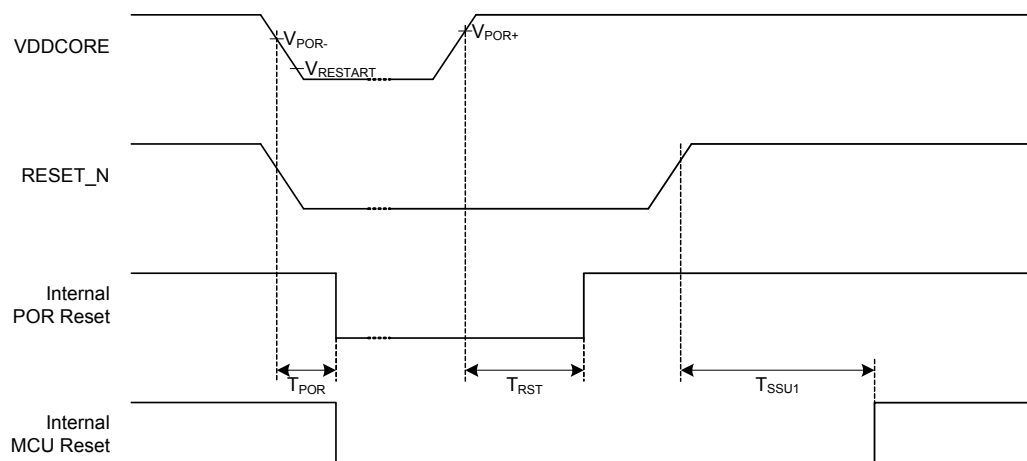 VDDCORE
VPOR-
VRESTART
VPOR+
RESET_N
Internal
POR Reset
TPOR
TRST
TSSU1
Internal
MCU Reset